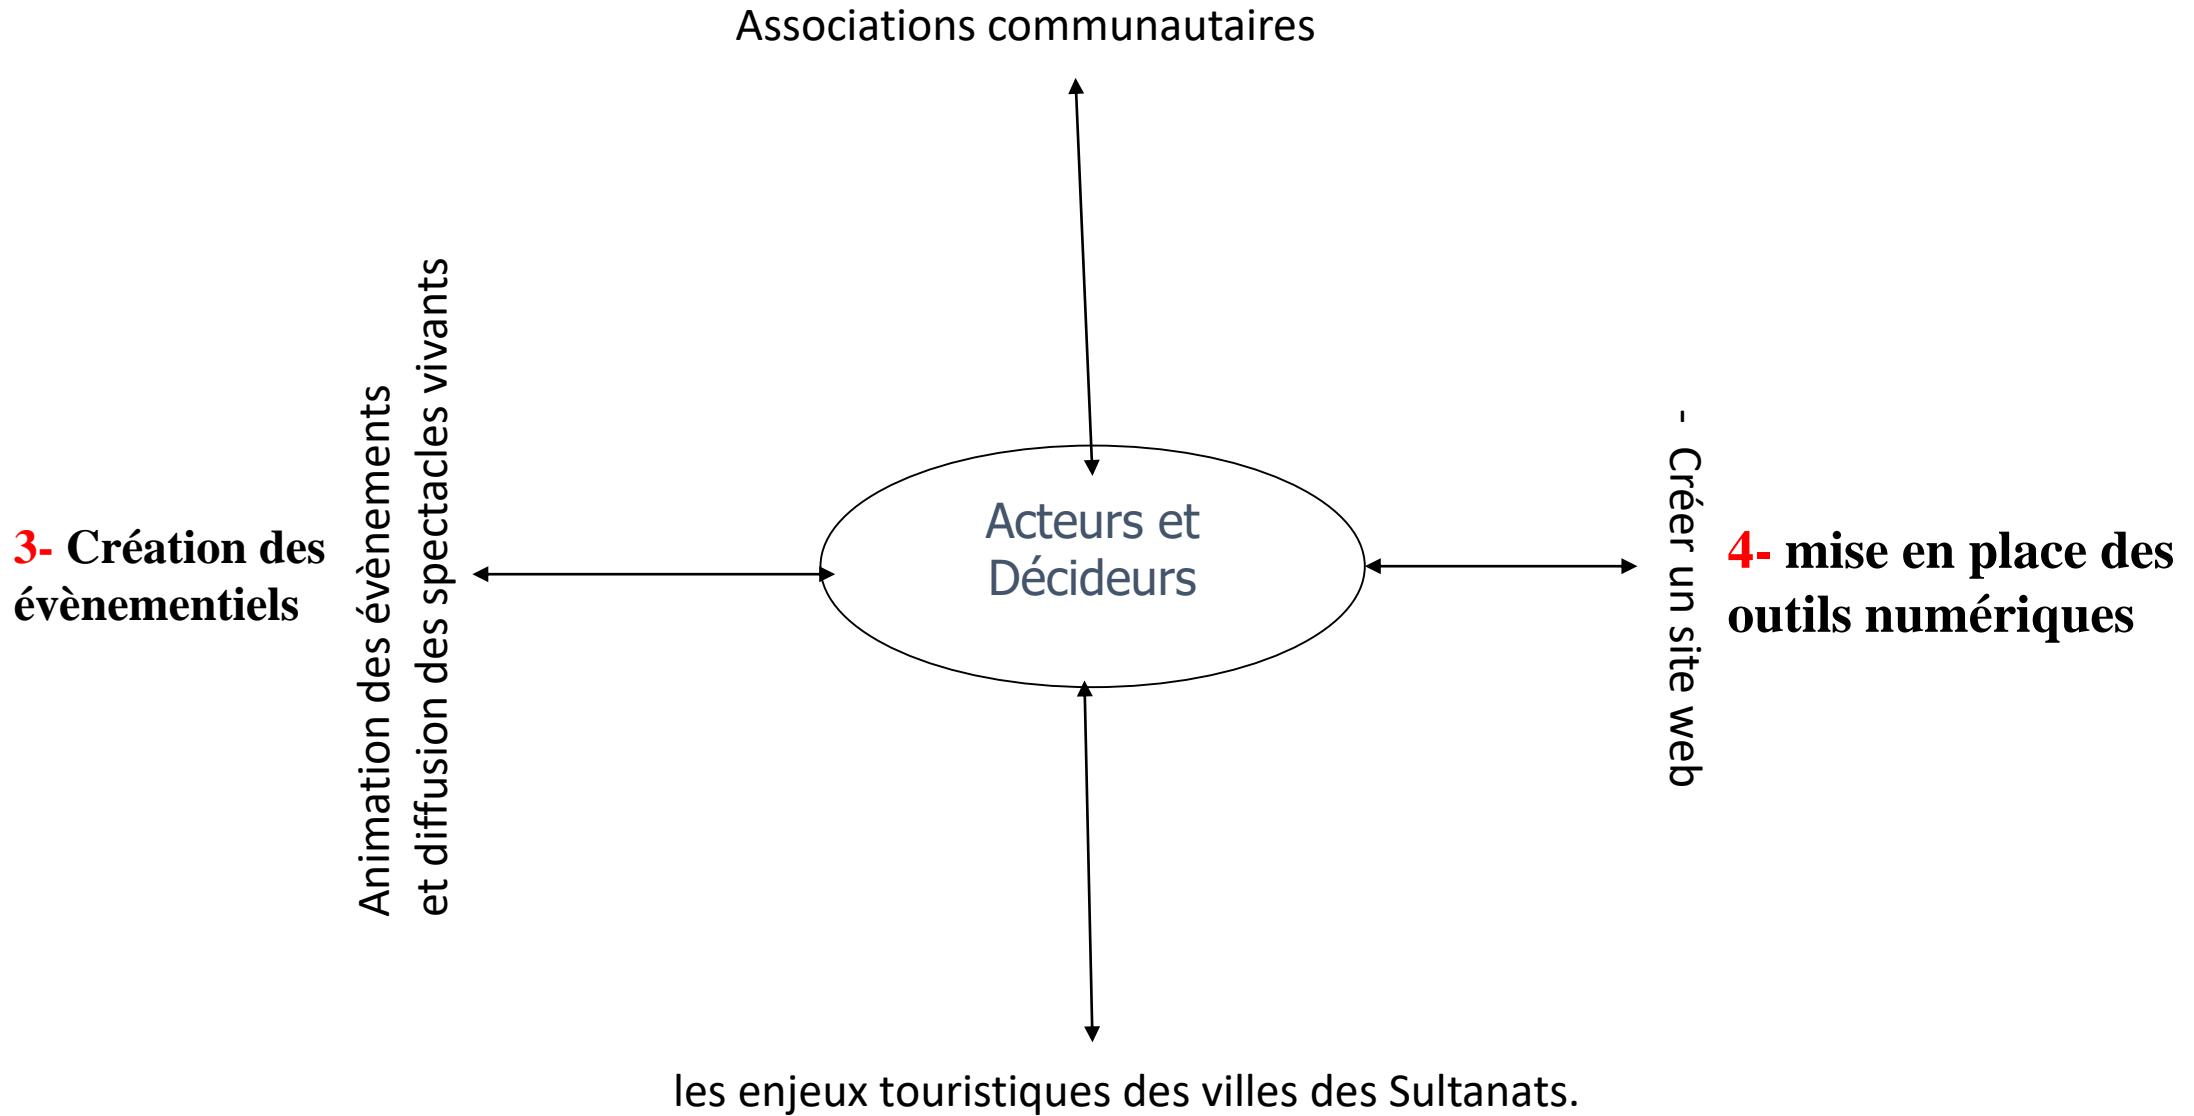 Associations communautaires
3- Création des
évènementiels
Animation des évènements
et diffusion des spectacles vivants
Acteurs et
Décideurs
- Créer un site web
4- mise en place des
outils numériques
les enjeux touristiques des villes des Sultanats.